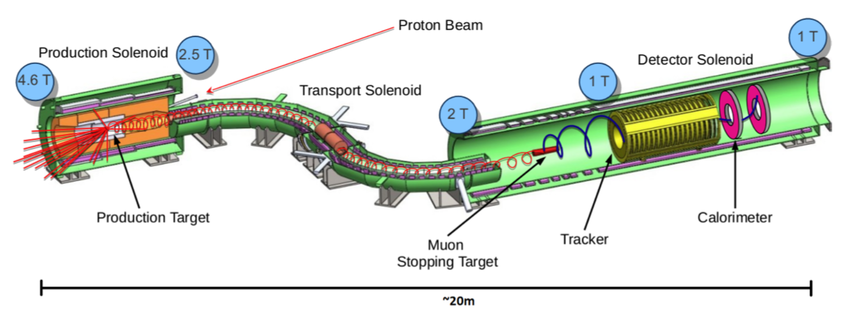 Proton Beam
Production Solenoid
2.5 T
4.6 T
Transport Solenoid
Detector Solenoid
1 T
1 T
2 T
Production Target
Muon
Stopping Target
Tracker
Calorimeter
~20m